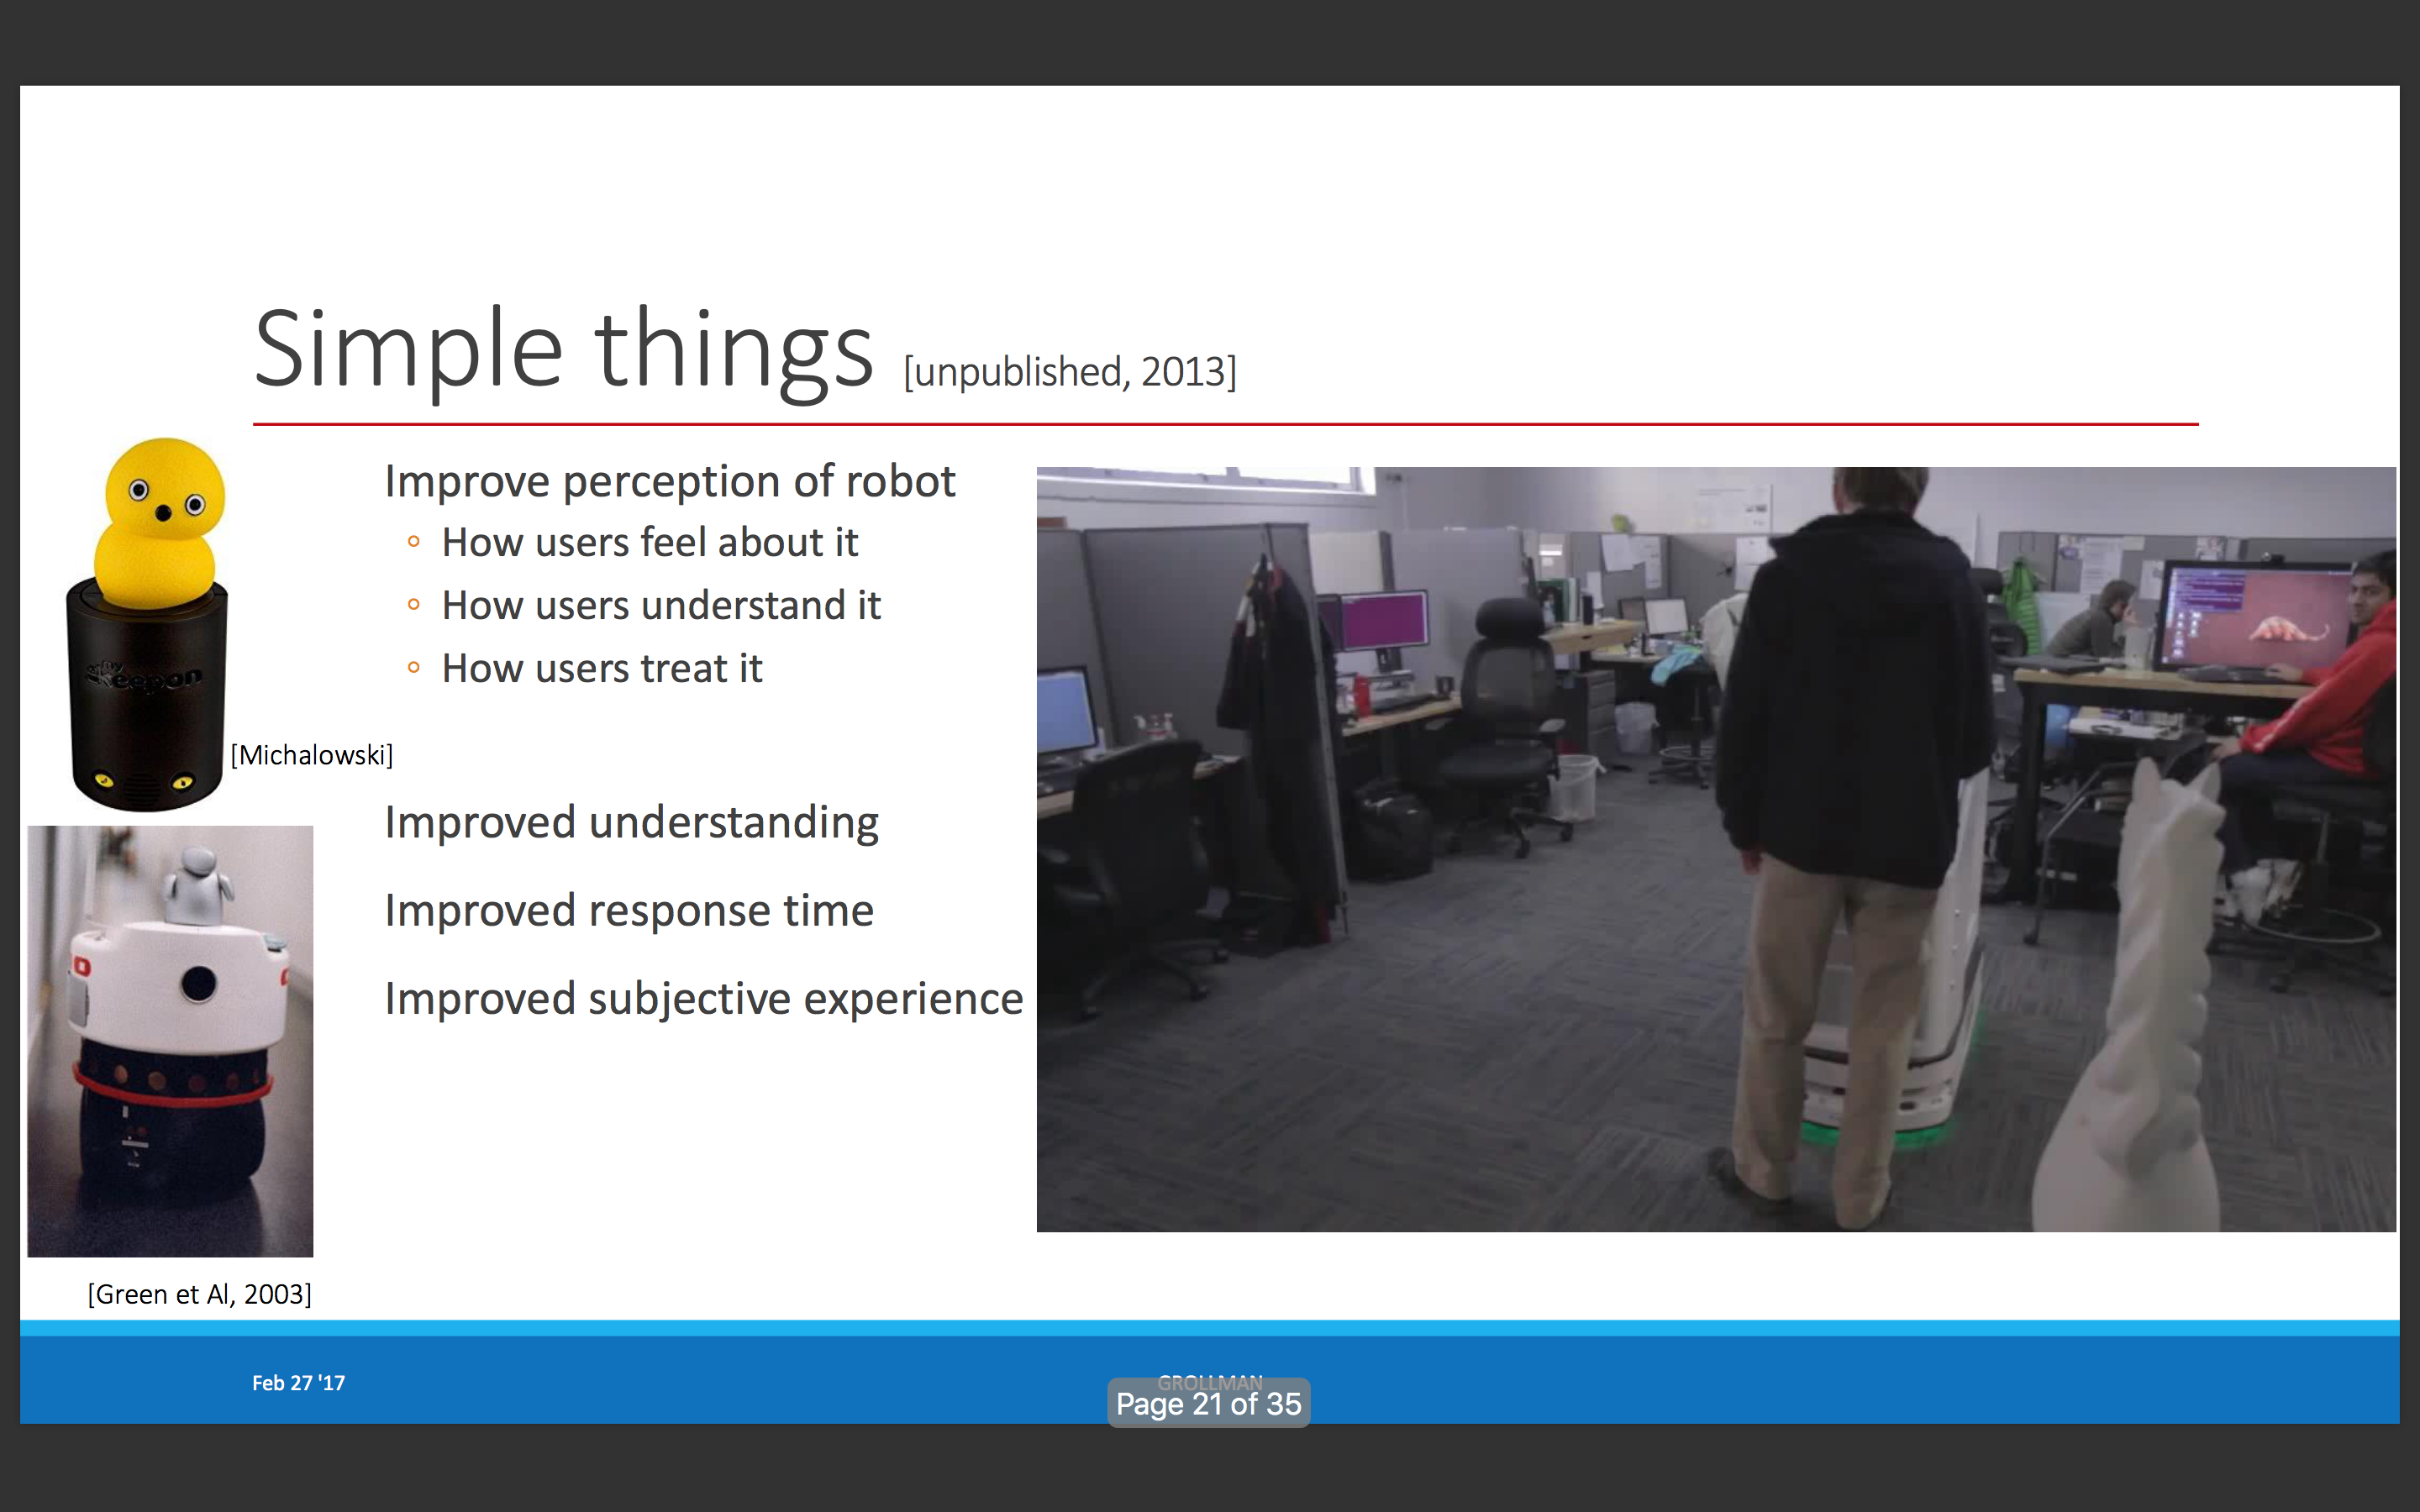 Simple things [unpublished, 2013]
Improve perception of robot
How users feel about it
How users understand it
How users treat it
my
Keepon
[Michalowski]
Improved understanding
Improved response time
Improved subjective experience
[Green et Al, 2003]
Feb 27 '17
GROLLMAN
Page 21 of 35